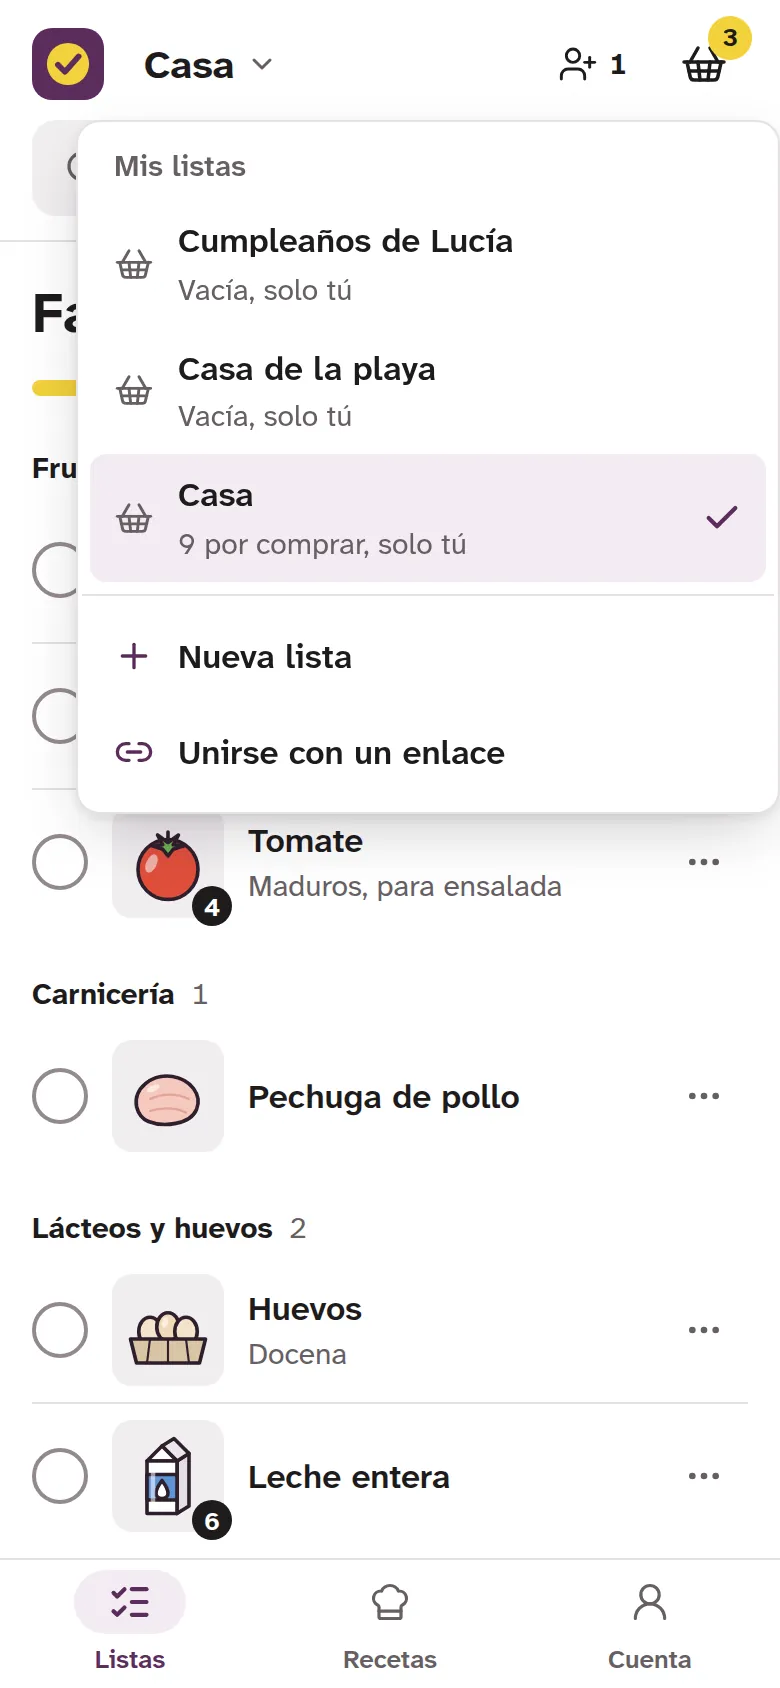 Casa
1
3
Mis listas
Cumpleaños de Lucía
Vacía, solo tú
Casa de la playa
Vacía, solo tú
Casa
9 por comprar, solo tú
Nueva lista
Unirse con un enlace
Tomate
Maduros, para ensalada
4
Carnicería 1
Pechuga de pollo
Lácteos y huevos 2
Huevos
Docena
Leche entera
6
Listas
Recetas
Cuenta